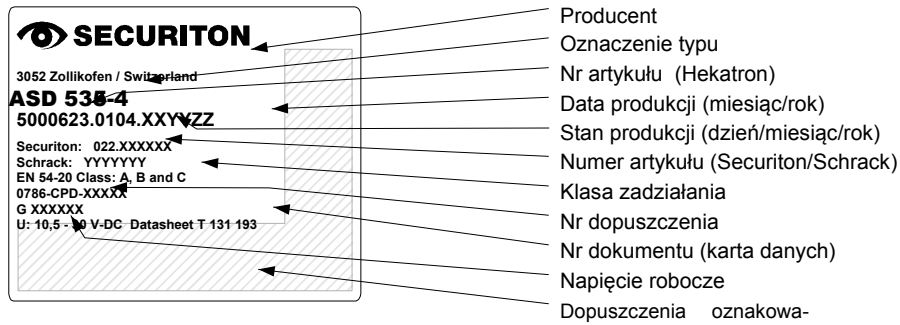 SECURITON
3052 Zollikofen / Switzerland
ASD 535-4
5000623.0104.XXYYZZ
Securiton: 022.XXXXXX
Schrack: YYYYYYY
EN 54-20 Class: A, B and C
0786-CPD-XXXXX
G XXXXXX
U: 10,5 - 30 V-DC Datasheet T 131 193
Producent
Oznaczenie typu
Nr artykułu (Hekatron)
Data produkcji (miesiąc/rok)
Stan produkcji (dzień/miesiąc/rok)
Numer artykułu (Securiton/Schrack)
Klasa zadziałania
Nr dopuszczenia
Nr dokumentu (karta danych)
Napięcie robocze
Dopuszczenia oznakowa-